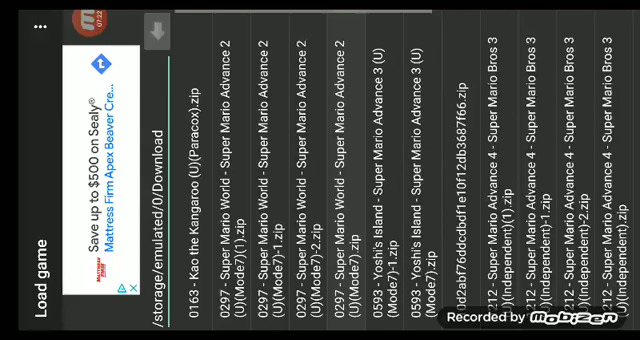 Load game
07:22
MATTRESS FIRM
Save up to $500 on Sealy®
Mattress Firm Apex Beaver Cre...
/storage/emulated/0/Download
0163 - Kao the Kangaroo (U)(Paracox).zip
0297 - Super Mario World - Super Mario Advance 2
(U)(Mode7)(1).zip
0297 - Super Mario World - Super Mario Advance 2
(U)(Mode7)-1.zip
0297 - Super Mario World - Super Mario Advance 2
(U)(Mode7)-2.zip
0297 - Super Mario World - Super Mario Advance 2
(U)(Mode7).zip
0593 - Yoshi's Island - Super Mario Advance 3 (U)
(Mode7)-1.zip
0593 - Yoshi's Island - Super Mario Advance 3 (U)
(Mode7).zip
0d2abf76ddcdbdf1e10f12db3687f66.zip
212 - Super Mario Advance 4 - Super Mario Bros 3
U)(Independent)(1).zip
212 - Super Mario Advance 4 - Super Mario Bros 3
U)(Independent)-1.zip
212 - Super Mario Advance 4 - Super Mario Bros 3
U)(Independent)-2.zip
212 - Super Mario Advance 4 - Super Mario Bros 3
U)(Independent).zip
Recorded by
mobizen